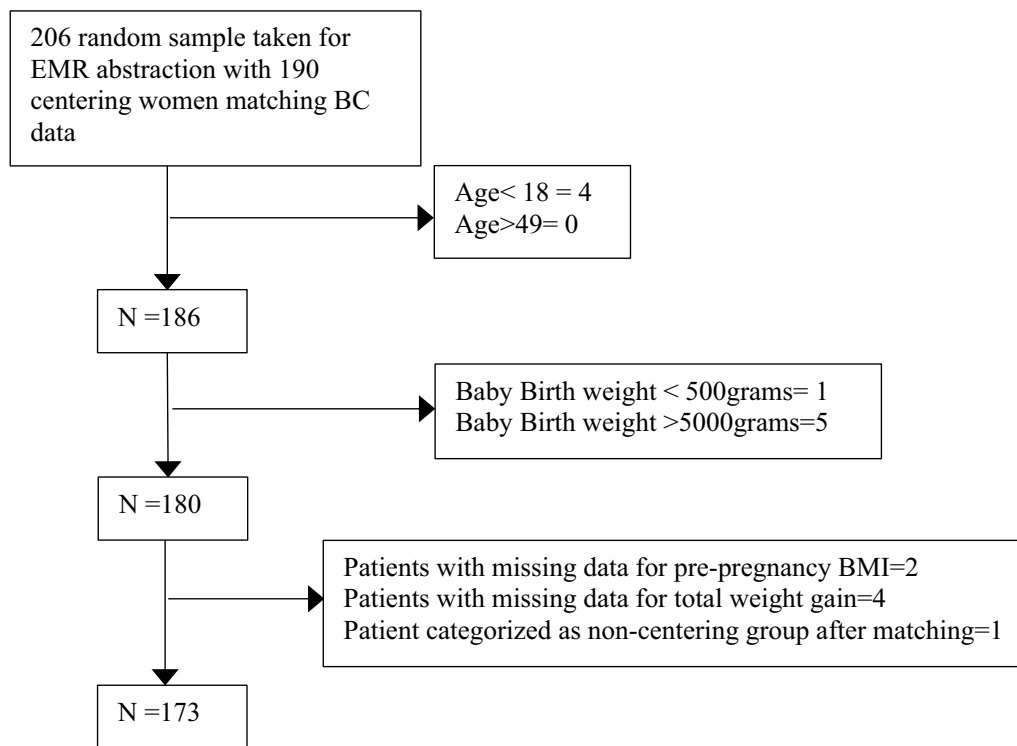 206 random sample taken for
EMR abstraction with 190
centering women matching BC
data
Age< 18 = 4
Age>49= 0
N =186
Baby Birth weight < 500grams= 1
Baby Birth weight >5000grams=5
N =180
Patients with missing data for pre-pregnancy BMI=2
Patients with missing data for total weight gain=4
Patient categorized as non-centering group after matching=1
N =173